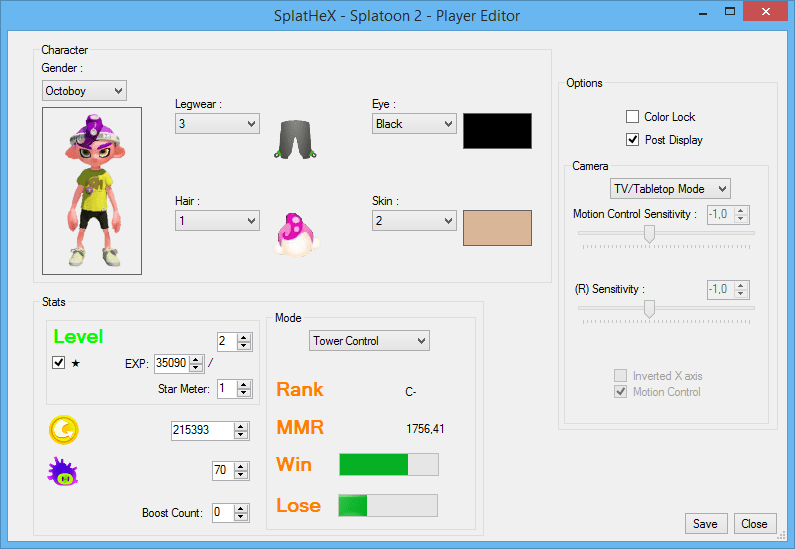 SplatHeX - Splatoon 2 - Player Editor
Character
Gender :
Octoboy
Legwear :
3
Eye :
Black
Hair :
1
Skin :
2
Options
Color Lock
Post Display
Camera
TV/Tabletop Mode
Motion Control Sensitivity : -1,0
(R) Sensitivity : -1,0
Inverted X axis
Motion Control
Stats
Level
2
★ EXP: 35090 /
Star Meter: 1
215393
70
Boost Count: 0
Mode
Tower Control
Rank C-
MMR 1756,41
Win
Lose
Save Close